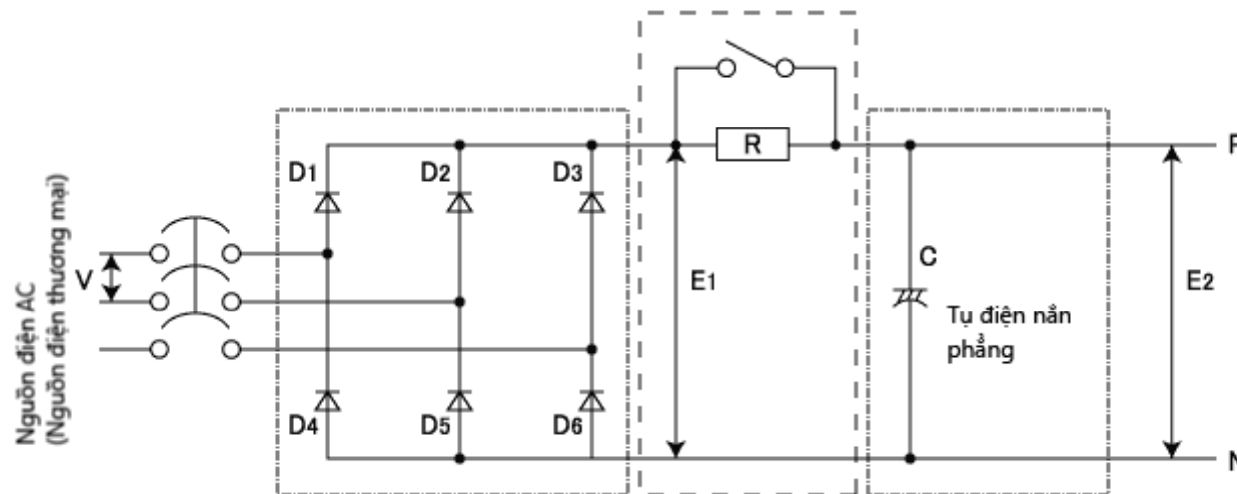 Nguồn điện AC
(Nguồn điện thương mại)
V
D1
D2
D3
D4
D5
D6
R
E1
C
Tụ điện nắn
phẳng
E2
P
N